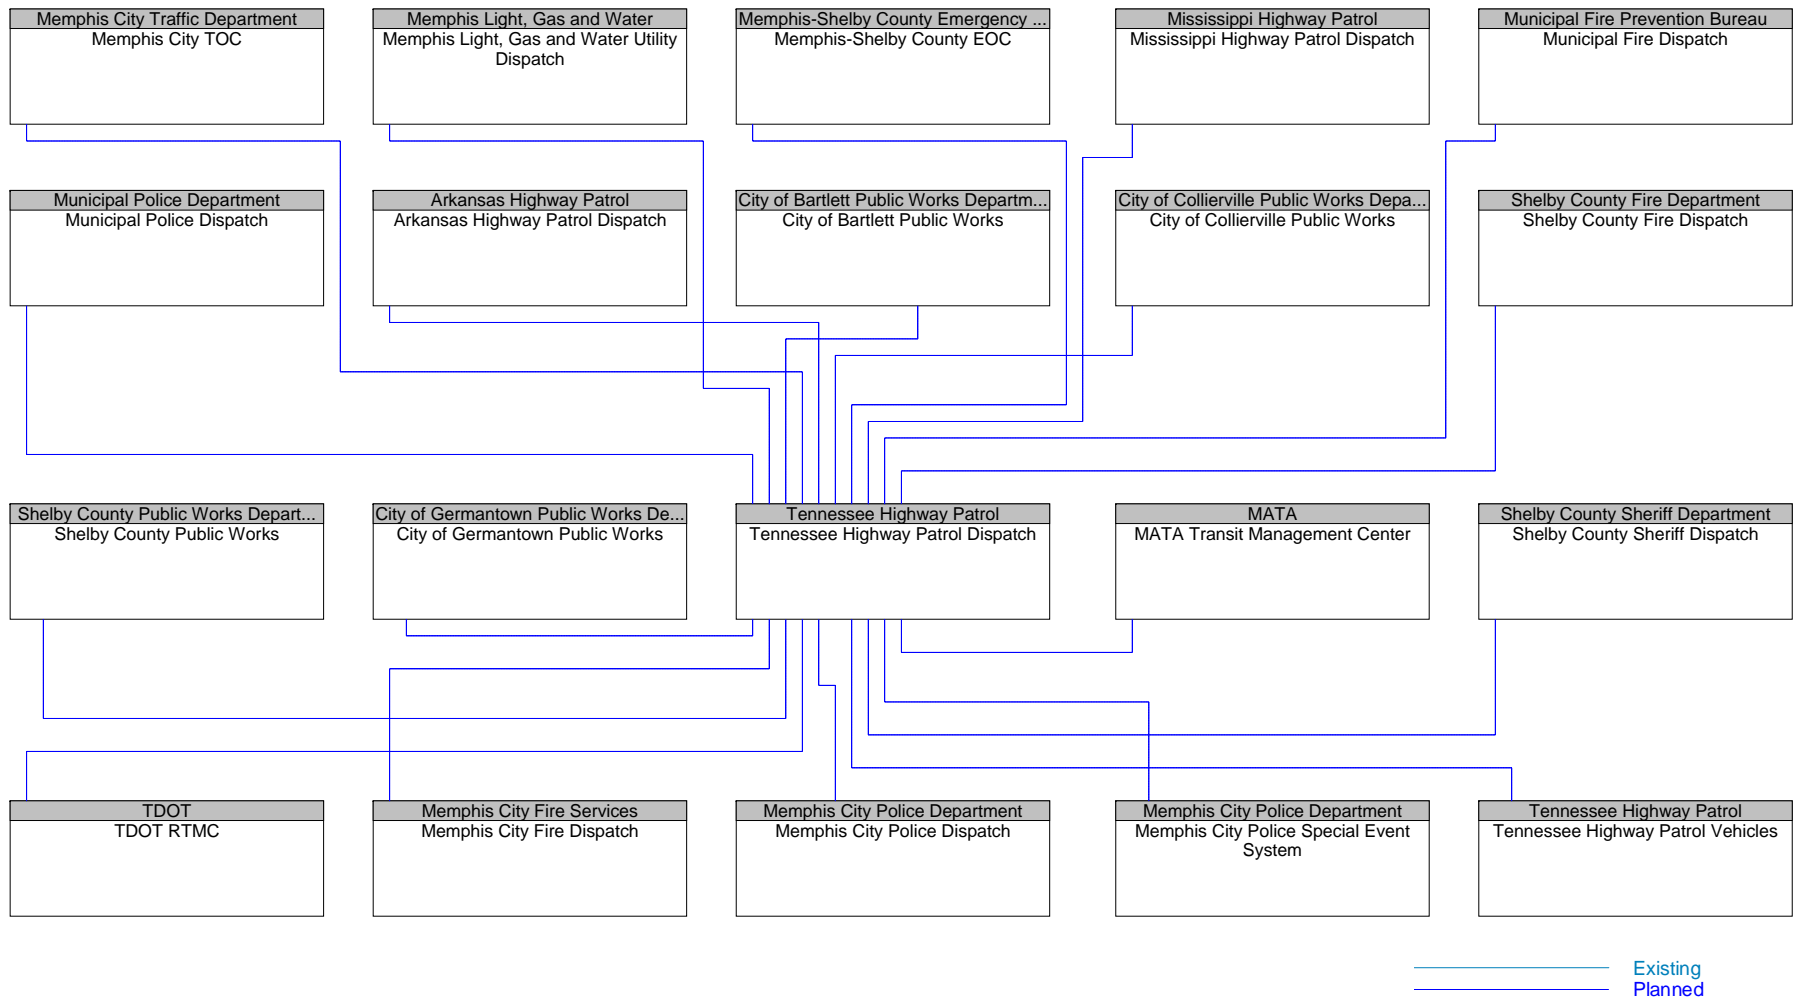 Memphis City Traffic Department
Memphis City TOC
Memphis Light, Gas and Water
Memphis Light, Gas and Water Utility
Dispatch
Memphis-Shelby County Emergency ...
Memphis-Shelby County EOC
Mississippi Highway Patrol
Mississippi Highway Patrol Dispatch
Municipal Fire Prevention Bureau
Municipal Fire Dispatch
Municipal Police Department
Municipal Police Dispatch
Arkansas Highway Patrol
Arkansas Highway Patrol Dispatch
City of Bartlett Public Works Departm...
City of Bartlett Public Works
City of Collierville Public Works Depa...
City of Collierville Public Works
Shelby County Fire Department
Shelby County Fire Dispatch
Shelby County Public Works Depart...
Shelby County Public Works
City of Germantown Public Works De...
City of Germantown Public Works
Tennessee Highway Patrol
Tennessee Highway Patrol Dispatch
MATA
MATA Transit Management Center
Shelby County Sheriff Department
Shelby County Sheriff Dispatch
TDOT
TDOT RTMC
Memphis City Fire Services
Memphis City Fire Dispatch
Memphis City Police Department
Memphis City Police Dispatch
Memphis City Police Department
Memphis City Police Special Event
System
Tennessee Highway Patrol
Tennessee Highway Patrol Vehicles
Existing
Planned